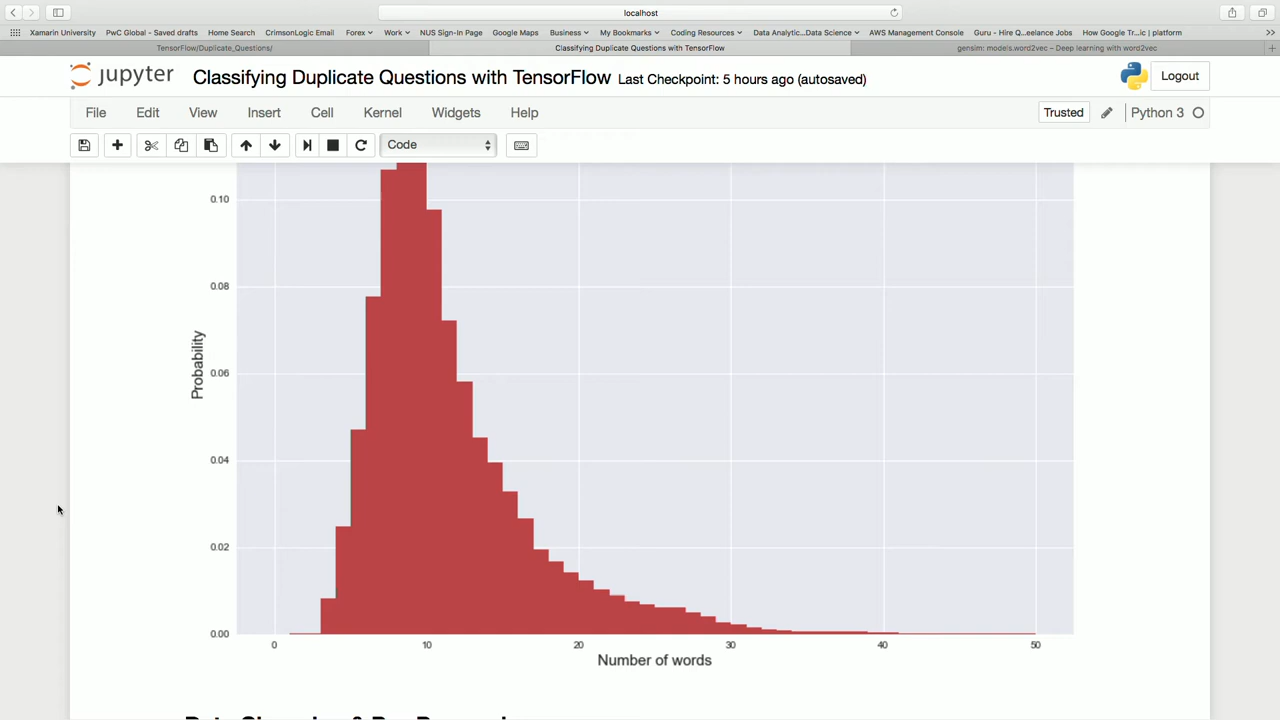 localhost
Xamarin University PwC Global - Saved drafts Home Search CrimsonLogic Email Forex Work NUS Sign-In Page Google Maps Business My Bookmarks Coding Resources Data Analytic...Data Science AWS Management Console Guru - Hire Q...eelance Jobs How Google Tr...ic | platform
TensorFlow/Duplicate_Questions/ Classifying Duplicate Questions with TensorFlow gensim: models.word2vec – Deep learning with word2vec
jupyter Classifying Duplicate Questions with TensorFlow Last Checkpoint: 5 hours ago (autosaved) Logout
File Edit View Insert Cell Kernel Widgets Help Trusted Python 3
Code
0.10
0.08
0.06
0.04
0.02
0.00
Probability
0 10 20 30 40 50
Number of words